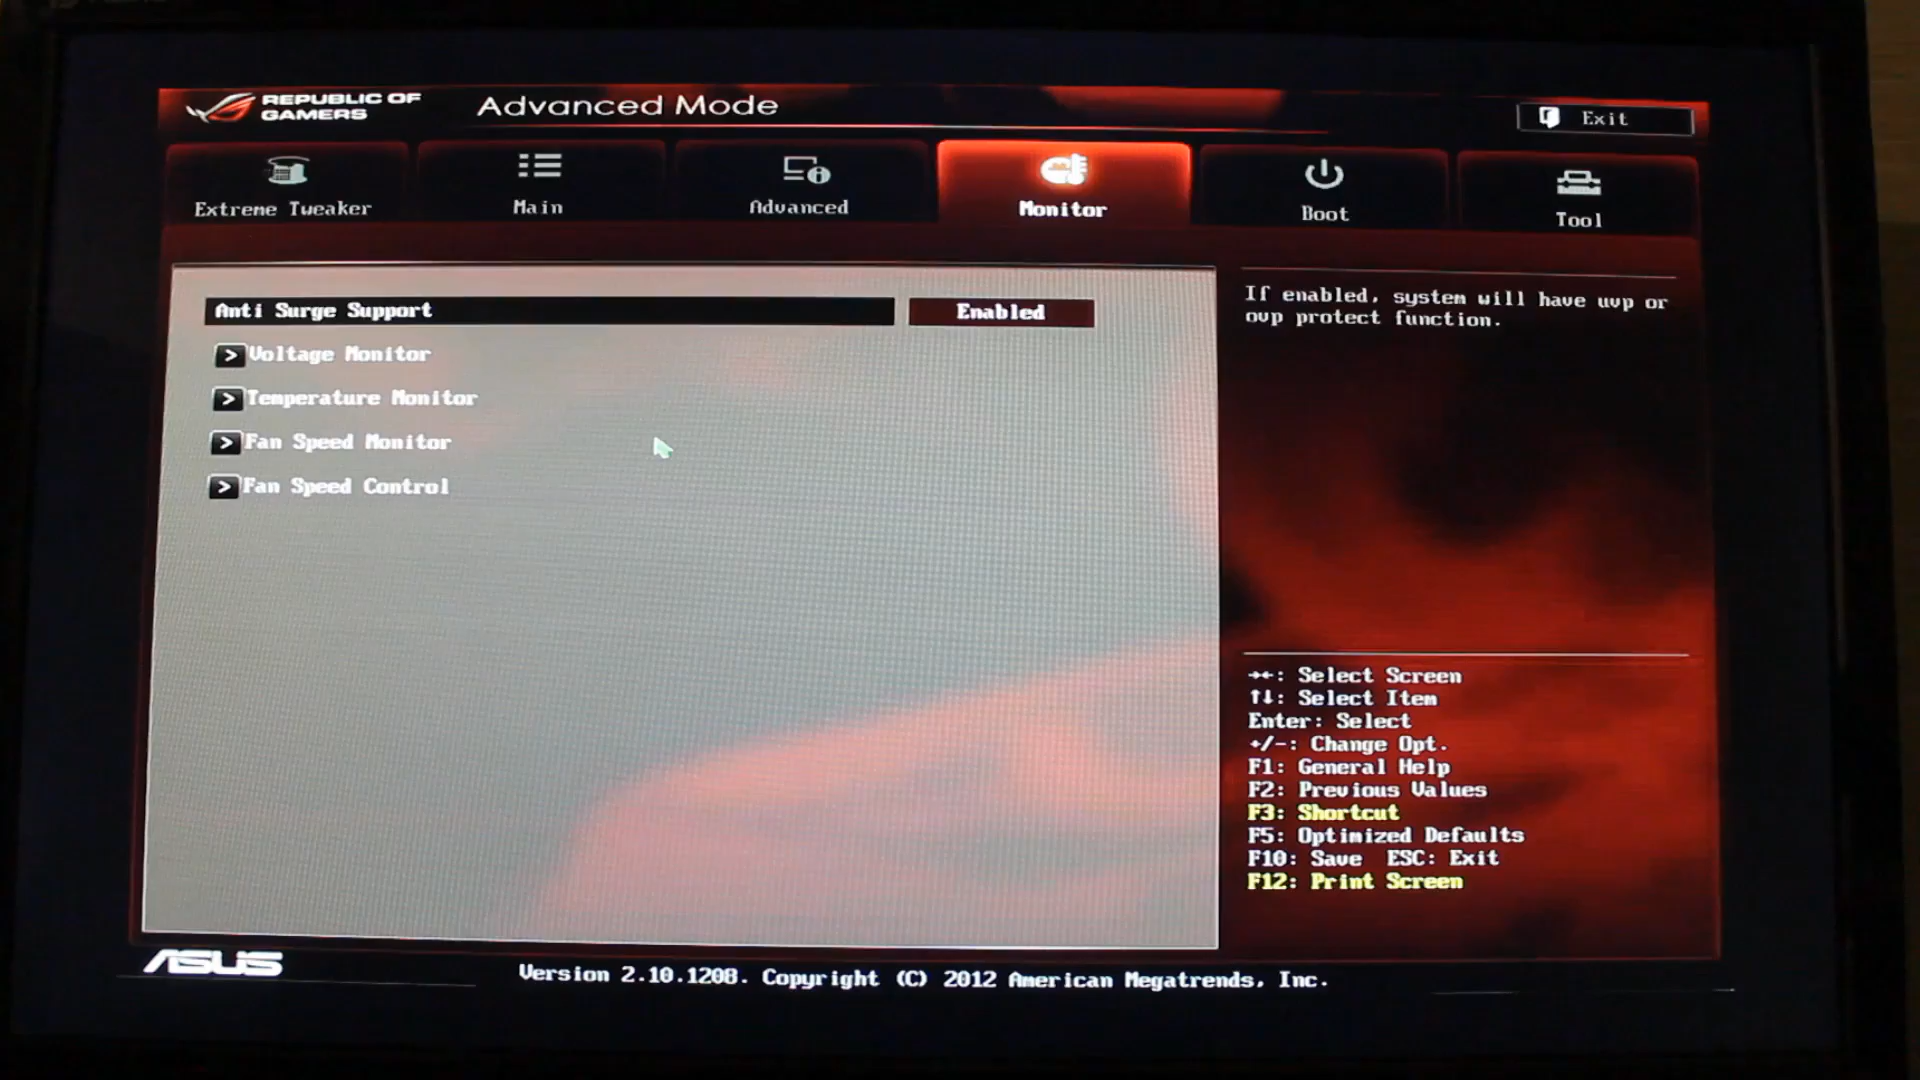 REPUBLIC OF
GAMERS
Advanced Mode
Exit
Extreme Tweaker
Main
Advanced
Monitor
Boot
Tool
Anti Surge Support
Enabled
> Voltage Monitor
> Temperature Monitor
> Fan Speed Monitor
> Fan Speed Control
If enabled, system will have uvp or
ovp protect function.
→←: Select Screen
↑↓: Select Item
Enter: Select
+/-: Change Opt.
F1: General Help
F2: Previous Values
F3: Shortcut
F5: Optimized Defaults
F10: Save ESC: Exit
F12: Print Screen
ASUS
Version 2.10.1208. Copyright (C) 2012 American Megatrends, Inc.